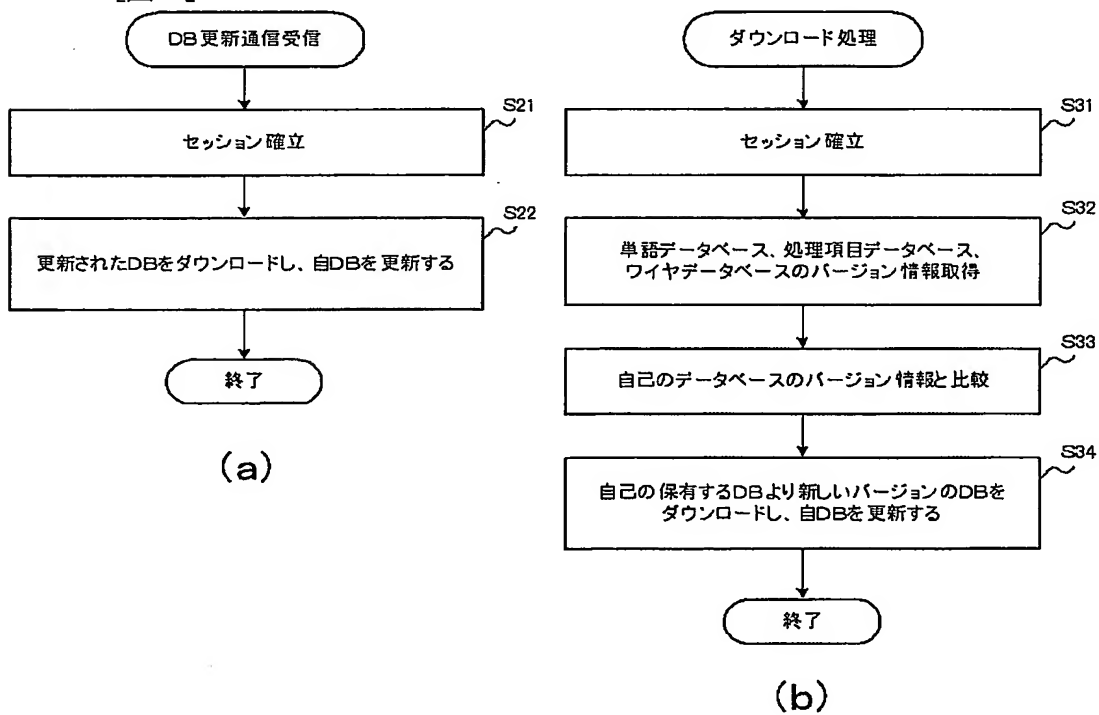 DB更新通信受信
S21
セッション確立
S22
更新されたDBをダウンロードし、自DBを更新する
終了
(a)
ダウンロード処理
S31
セッション確立
S32
単語データベース、処理項目データベース、
ワイヤデータベースのバージョン情報取得
S33
自己のデータベースのバージョン情報と比較
S34
自己の保有するDBより新しいバージョンのDBを
ダウンロードし、自DBを更新する
終了
(b)